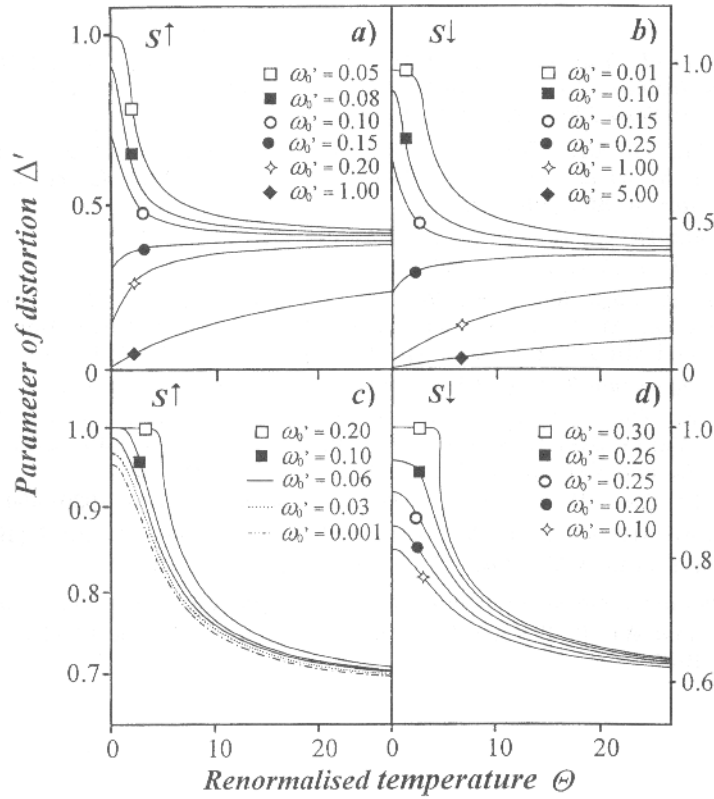 Parameter of distortion Δ'
S↑ a)
1.0
0.5
0
ω₀' = 0.05
ω₀' = 0.08
ω₀' = 0.10
ω₀' = 0.15
ω₀' = 0.20
ω₀' = 1.00
S↓ b)
1.0
0.5
0
ω₀' = 0.01
ω₀' = 0.10
ω₀' = 0.15
ω₀' = 0.25
ω₀' = 1.00
ω₀' = 5.00
S↑ c)
1.0
0.9
1.0
0.8
0.7
ω₀' = 0.20
ω₀' = 0.10
ω₀' = 0.06
ω₀' = 0.03
ω₀' = 0.001
0 10 20
S↓ d)
1.0
0.8
0.6
ω₀' = 0.30
ω₀' = 0.26
ω₀' = 0.25
ω₀' = 0.20
ω₀' = 0.10
0 10 20
Renormalised temperature Θ